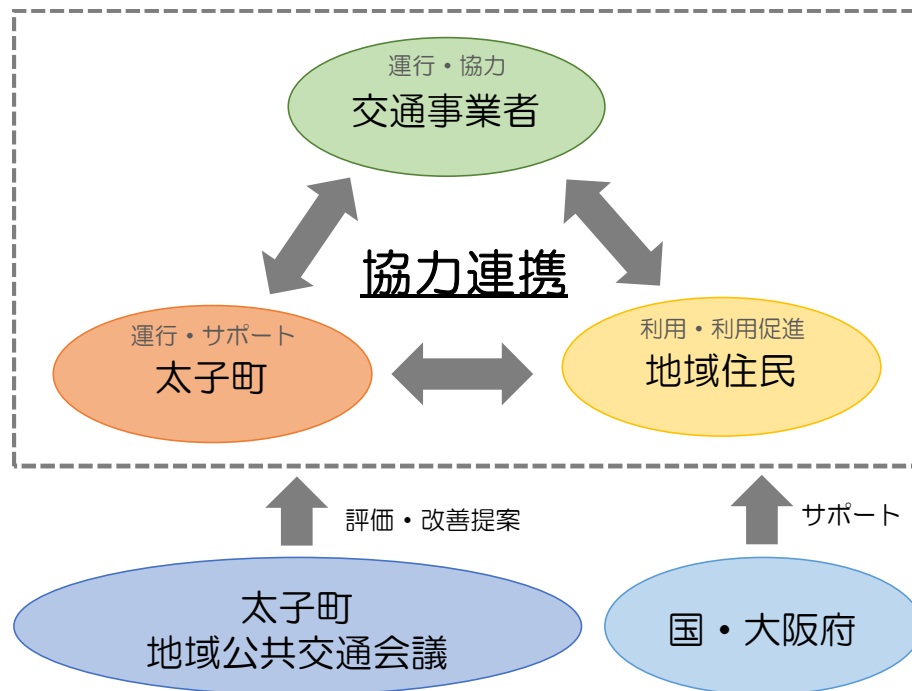 運行・協力
交通事業者
協力連携
運行・サポート
太子町
利用・利用促進
地域住民
評価・改善提案
サポート
太子町
地域公共交通会議
国・大阪府